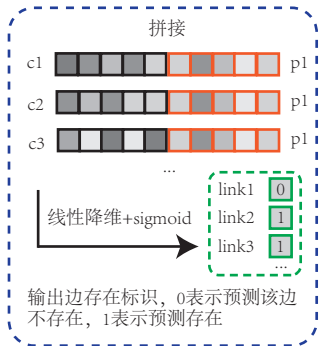 拼接
c1 p1
c2 p1
c3 p1
...
link1 0
线性降维+sigmoid link2 1
link3 1
...
输出边存在标识，0表示预测该边
不存在，1表示预测存在